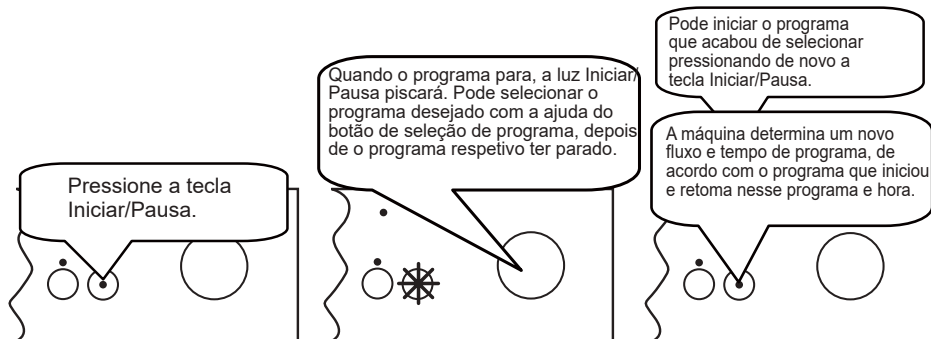 Pressione a tecla
Iniciar/Pausa.
Quando o programa para, a luz Iniciar/
Pausa piscará. Pode selecionar o
programa desejado com a ajuda do
botão de seleção de programa, depois
de o programa respetivo ter parado.
Pode iniciar o programa
que acabou de selecionar
pressionando de novo a
tecla Iniciar/Pausa.
A máquina determina um novo
fluxo e tempo de programa, de
acordo com o programa que iniciou
e retoma nesse programa e hora.